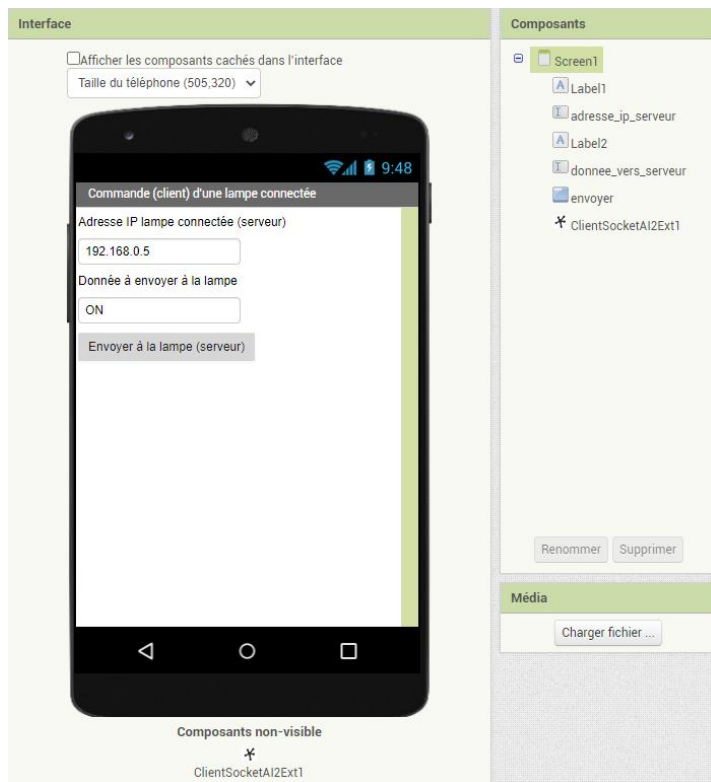 Interface
Afficher les composants cachés dans l'interface
Taille du téléphone (505,320)
9:48
Commande (client) d'une lampe connectée
Adresse IP lampe connectée (serveur)
192.168.0.5
Donnée à envoyer à la lampe
ON
Envoyer à la lampe (serveur)
Composants non-visible
ClientSocketAI2Ext1
Composants
Screen1
A Label1
adresse_ip_serveur
A Label2
donnee_vers_serveur
envoyer
ClientSocketAI2Ext1
Renommer Supprimer
Média
Charger fichier ...